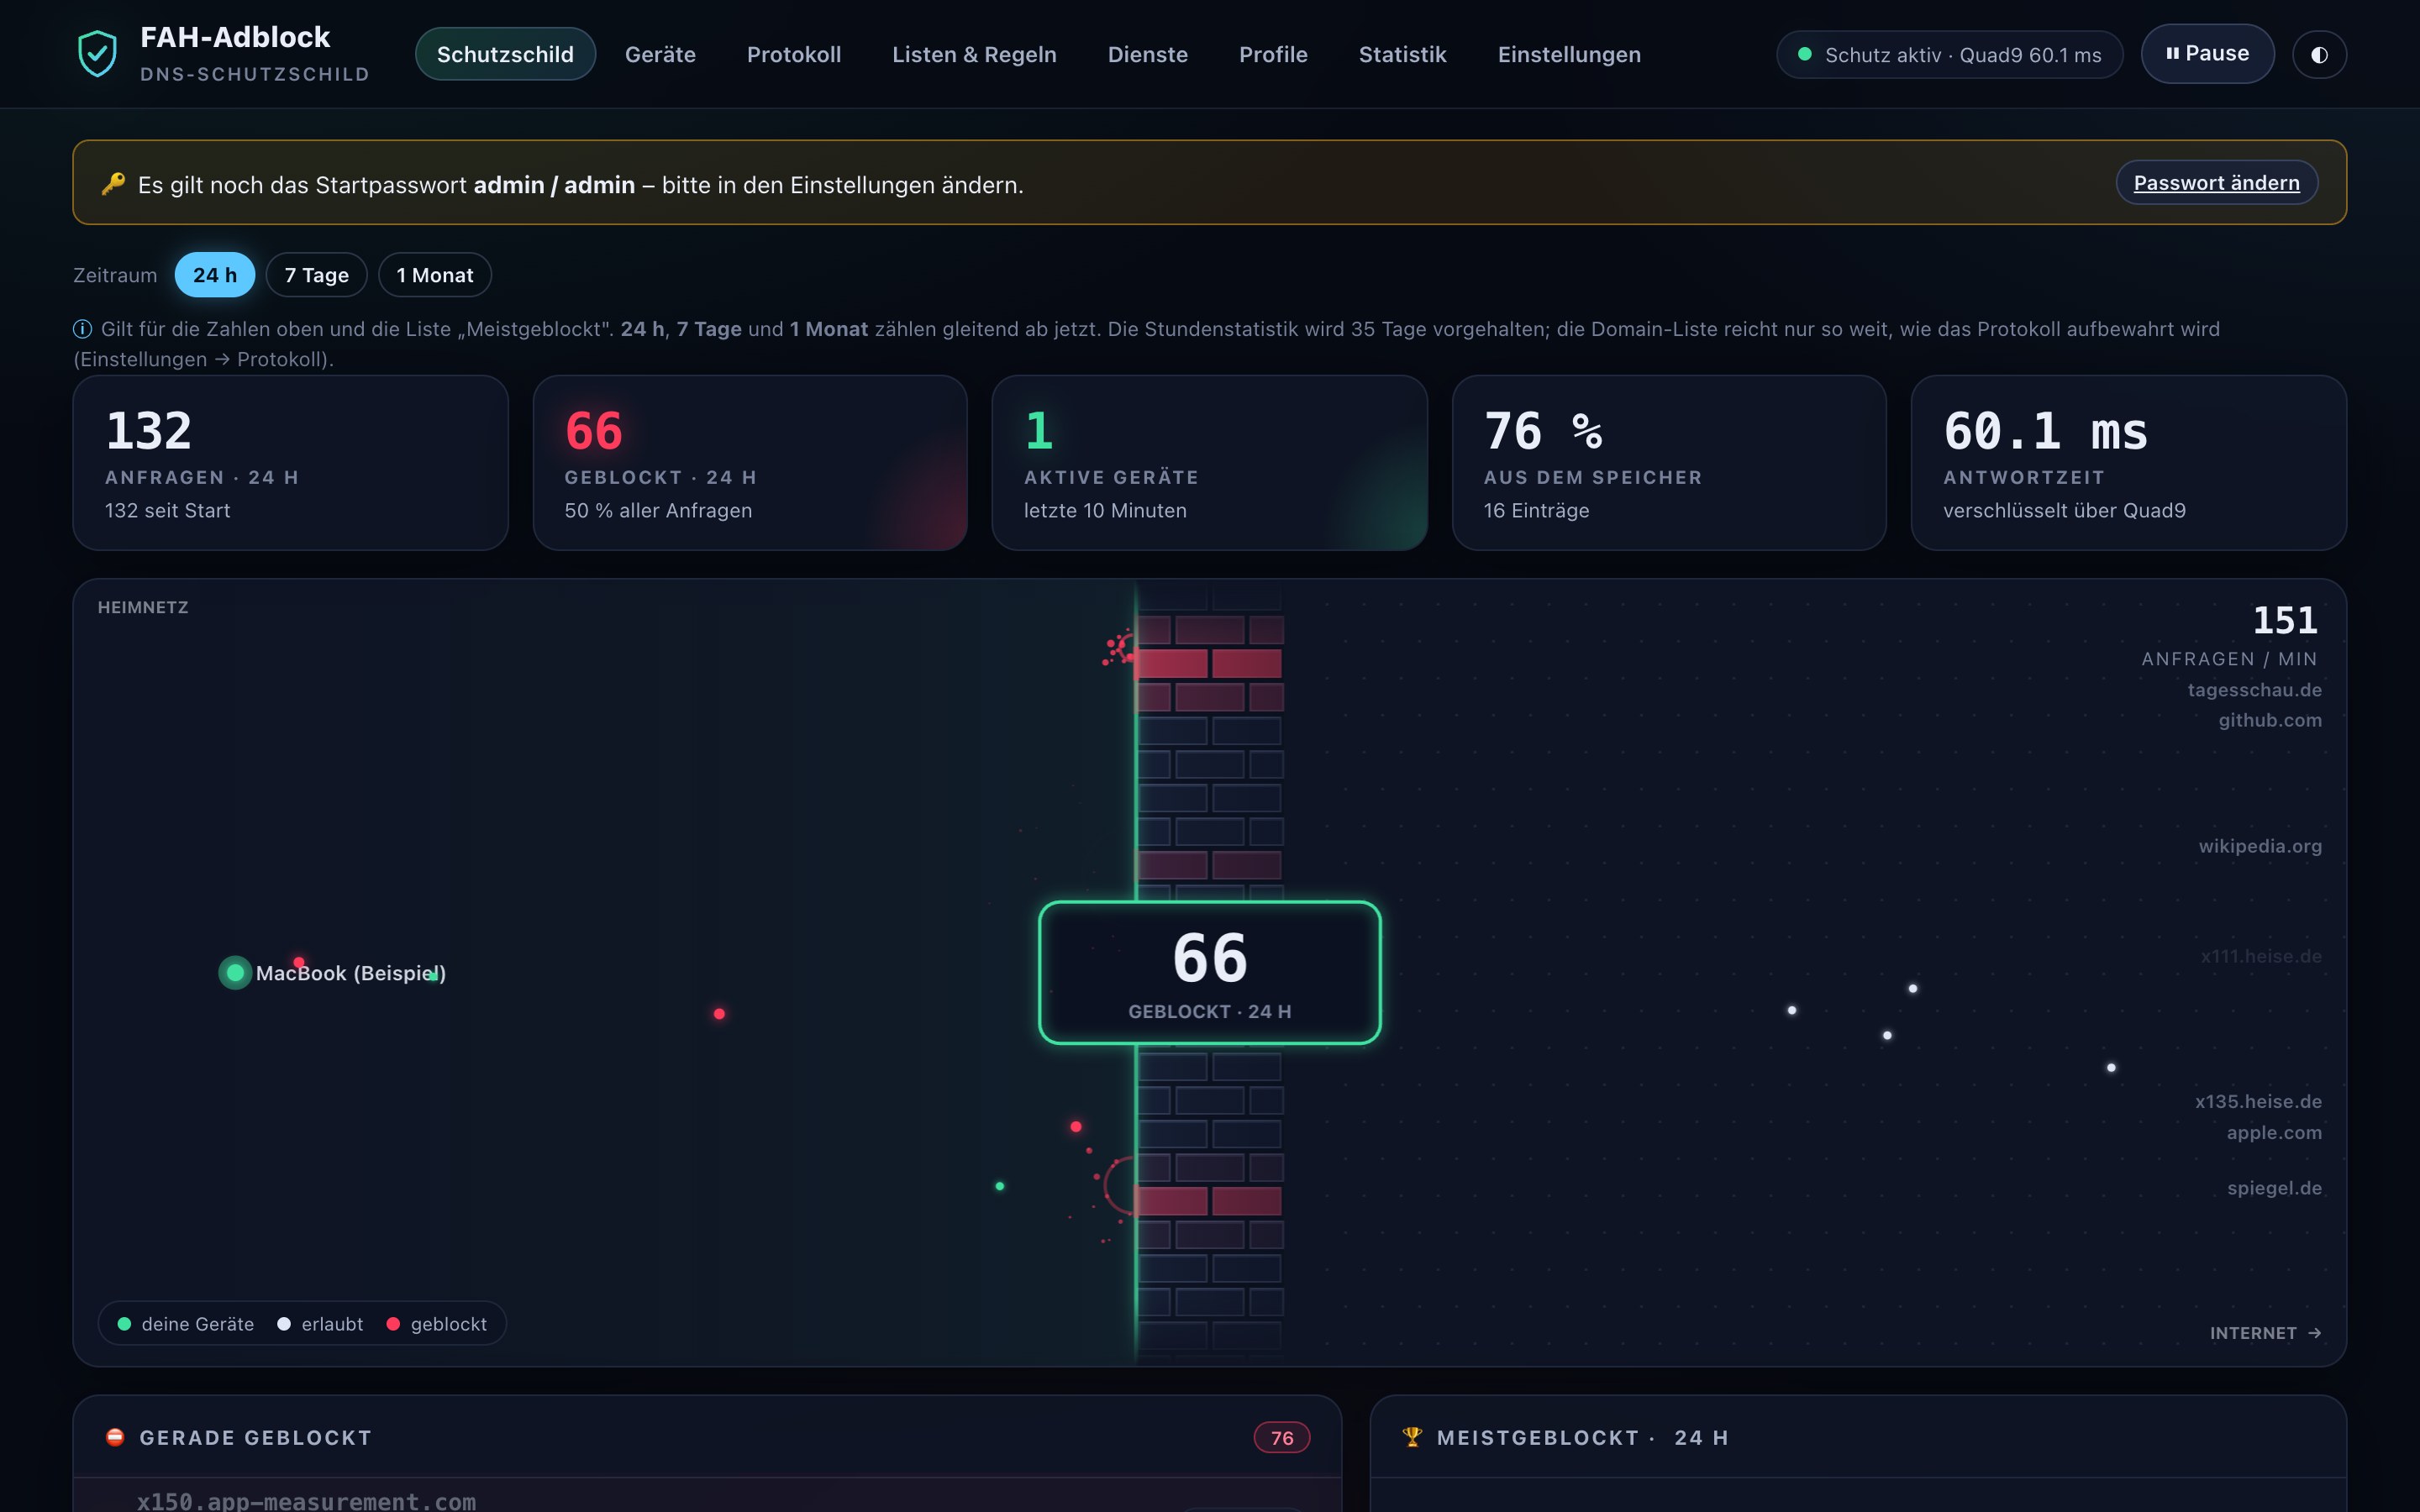 FAH-Adblock
DNS-SCHUTZSCHILD
Schutzschild
Geräte
Protokoll
Listen & Regeln
Dienste
Profile
Statistik
Einstellungen
Schutz aktiv · Quad9 60.1 ms
Pause
Es gilt noch das Startpasswort admin / admin – bitte in den Einstellungen ändern.
Passwort ändern
Zeitraum
24 h
7 Tage
1 Monat
Gilt für die Zahlen oben und die Liste „Meistgeblockt". 24 h, 7 Tage und 1 Monat zählen gleitend ab jetzt. Die Stundenstatistik wird 35 Tage vorgehalten; die Domain-Liste reicht nur so weit, wie das Protokoll aufbewahrt wird
(Einstellungen → Protokoll).
132
ANFRAGEN · 24 H
132 seit Start
66
GEBLOCKT · 24 H
50 % aller Anfragen
1
AKTIVE GERÄTE
letzte 10 Minuten
76 %
AUS DEM SPEICHER
16 Einträge
60.1 ms
ANTWORTZEIT
verschlüsselt über Quad9
HEIMNETZ
151
ANFRAGEN / MIN
tagesschau.de
github.com
wikipedia.org
x111.heise.de
MacBook (Beispiel)
66
GEBLOCKT · 24 H
x135.heise.de
apple.com
spiegel.de
deine Geräte
erlaubt
geblockt
INTERNET →
GERADE GEBLOCKT
76
MEISTGEBLOCKT · 24 H
x150.app-measurement.com